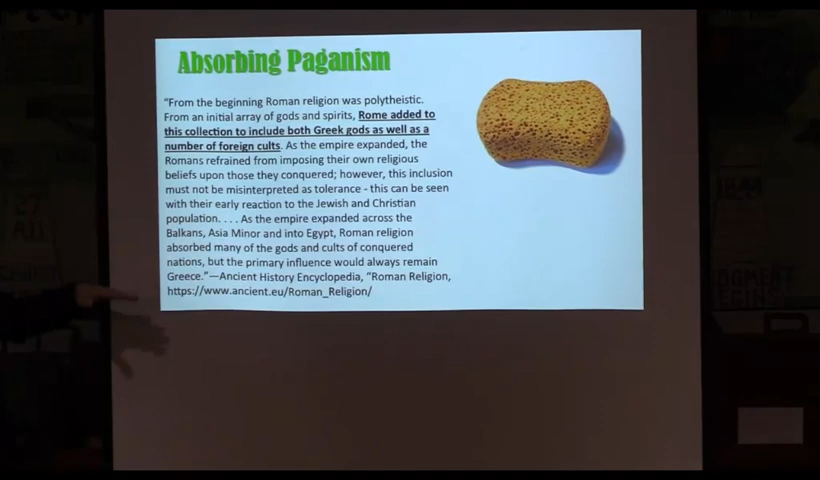 Absorbing Paganism
"From the beginning Roman religion was polytheistic.
From an initial array of gods and spirits, Rome added to
this collection to include both Greek gods as well as a
number of foreign cults. As the empire expanded, the
Romans refrained from imposing their own religious
beliefs upon those they conquered; however, this inclusion
must not be misinterpreted as tolerance - this can be seen
with their early reaction to the Jewish and Christian
population. . . . As the empire expanded across the
Balkans, Asia Minor and into Egypt, Roman religion
absorbed many of the gods and cults of conquered
nations, but the primary influence would always remain
Greece."—Ancient History Encyclopedia, "Roman Religion,
https://www.ancient.eu/Roman_Religion/
27
1844